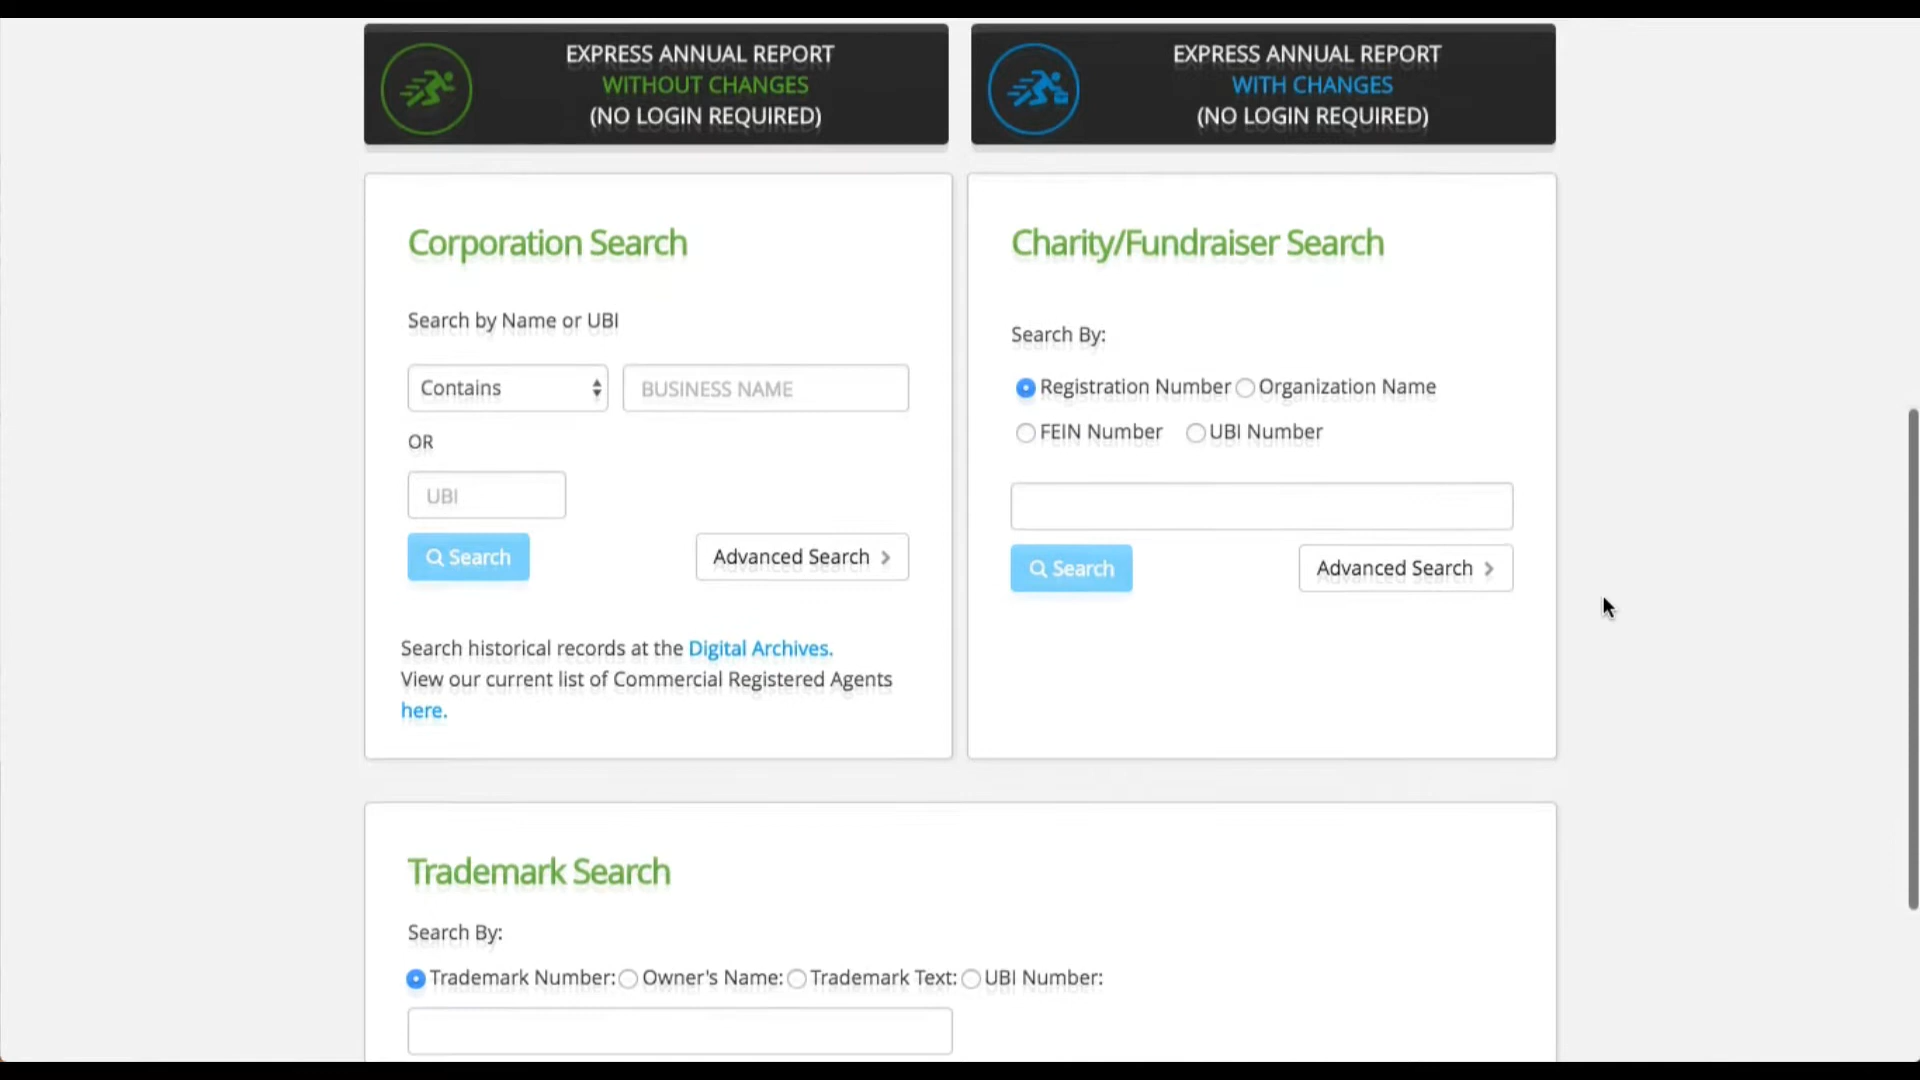 EXPRESS ANNUAL REPORT
WITHOUT CHANGES
(NO LOGIN REQUIRED)
EXPRESS ANNUAL REPORT
WITH CHANGES
(NO LOGIN REQUIRED)
Corporation Search
Search by Name or UBI
Contains
BUSINESS NAME
OR
UBI
Search
Advanced Search
Search historical records at the Digital Archives.
View our current list of Commercial Registered Agents
here.
Charity/Fundraiser Search
Search By:
Registration Number Organization Name
FEIN Number UBI Number
Search
Advanced Search
Trademark Search
Search By:
Trademark Number: Owner's Name: Trademark Text: UBI Number: